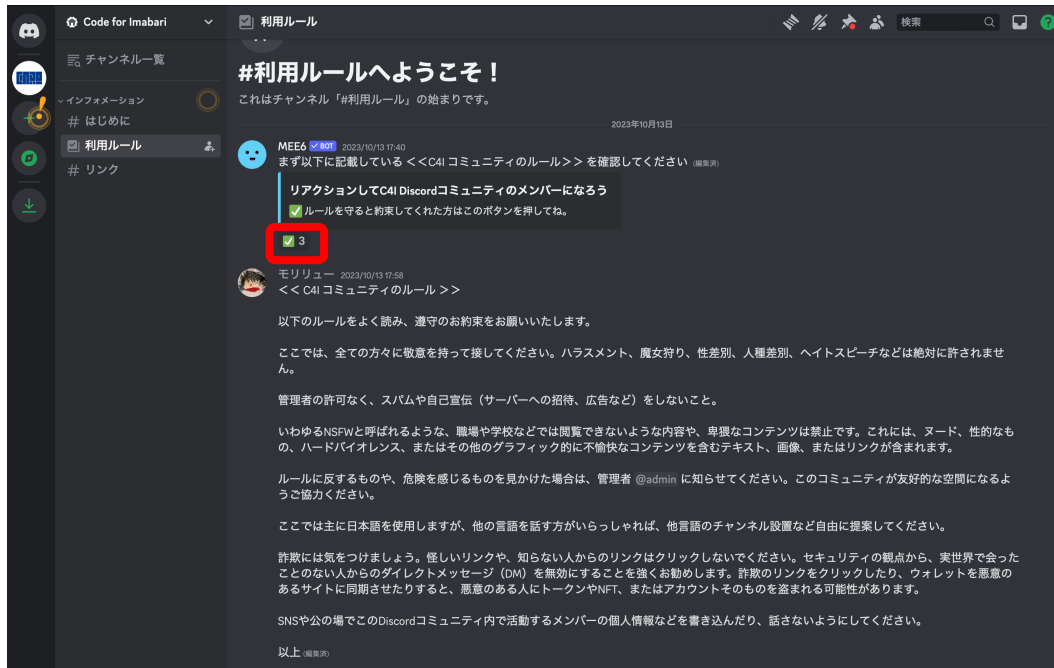 Code for Imabari
利用ルール
検索
チャンネル一覧
インフォメーション
はじめに
利用ルール
リンク
#利用ルールへようこそ！
これはチャンネル「#利用ルール」の始まりです。
2023年10月13日
MEE6 ✓BOT 2023/10/13 17:40
まず以下に記載している <<C4I コミュニティのルール>> を確認してください (編集済)
リアクションしてC4I Discordコミュニティのメンバーになろう
✅ルールを守ると約束してくれた方はこのボタンを押してね。
✅ 3
モリリュー 2023/10/13 17:58
<< C4I コミュニティのルール >>
以下のルールをよく読み、遵守のお約束をお願いいたします。
ここでは、全ての方々に敬意を持って接してください。ハラスメント、魔女狩り、性差別、人種差別、ヘイトスピーチなどは絶対に許されませ
ん。
管理者の許可なく、スパムや自己宣伝（サーバーへの招待、広告など）をしないこと。
いわゆるNSFWと呼ばれるような、職場や学校などでは閲覧できないような内容や、卑猥なコンテンツは禁止です。これには、ヌード、性的なも
の、ハードバイオレンス、またはその他のグラフィック的に不愉快なコンテンツを含むテキスト、画像、またはリンクが含まれます。
ルールに反するものや、危険を感じるものを見かけた場合は、管理者 @admin に知らせてください。このコミュニティが友好的な空間になるよ
うご協力ください。
ここでは主に日本語を使用しますが、他の言語を話す方がいらっしゃれば、他言語のチャンネル設置など自由に提案してください。
詐欺には気をつけましょう。怪しいリンクや、知らない人からのリンクはクリックしないでください。セキュリティの観点から、実世界で会った
ことのない人からのダイレクトメッセージ（DM）を無効にすることを強くお勧めします。詐欺のリンクをクリックしたり、ウォレットを悪意の
あるサイトに同期させたりすると、悪意のある人にトークンやNFT、またはアカウントそのものを盗まれる可能性があります。
SNSや公の場でこのDiscordコミュニティ内で活動するメンバーの個人情報などを書き込んだり、話さないようにしてください。
以上 (編集済)